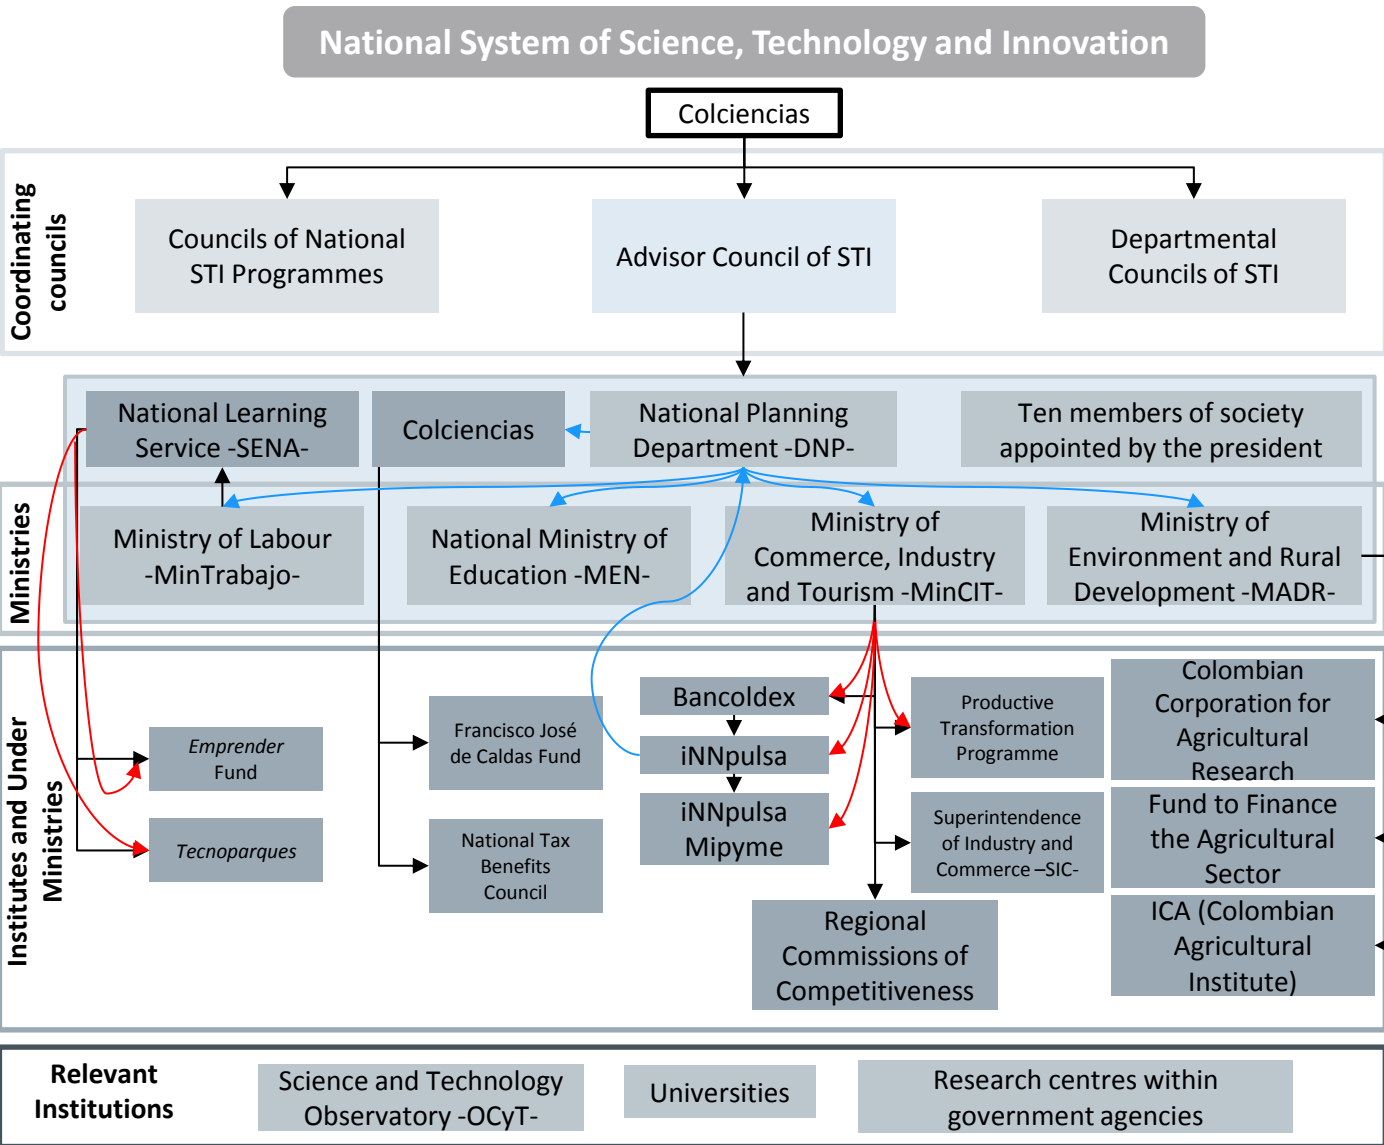 National System of Science, Technology and Innovation
Colciencias
Coordinating
councils
Councils of National
STI Programmes
Advisor Council of STI
Departmental
Councils of STI
National Learning
Service -SENA-
Colciencias
National Planning
Department -DNP-
Ten members of society
appointed by the president
Ministries
Ministry of Labour
-MinTrabajo-
National Ministry of
Education -MEN-
Ministry of
Commerce, Industry
and Tourism -MinCIT-
Ministry of
Environment and Rural
Development -MADR-
Institutes and Under
Ministries
Emprender
Fund
Tecnoparques
Francisco José
de Caldas Fund
National Tax
Benefits
Council
Bancoldex
iNNpulsa
iNNpulsa
Mipyme
Productive
Transformation
Programme
Superintendence
of Industry and
Commerce –SIC-
Regional
Commissions of
Competitiveness
Colombian
Corporation for
Agricultural
Research
Fund to Finance
the Agricultural
Sector
ICA (Colombian
Agricultural
Institute)
Relevant
Institutions
Science and Technology
Observatory -OCyT-
Universities
Research centres within
government agencies